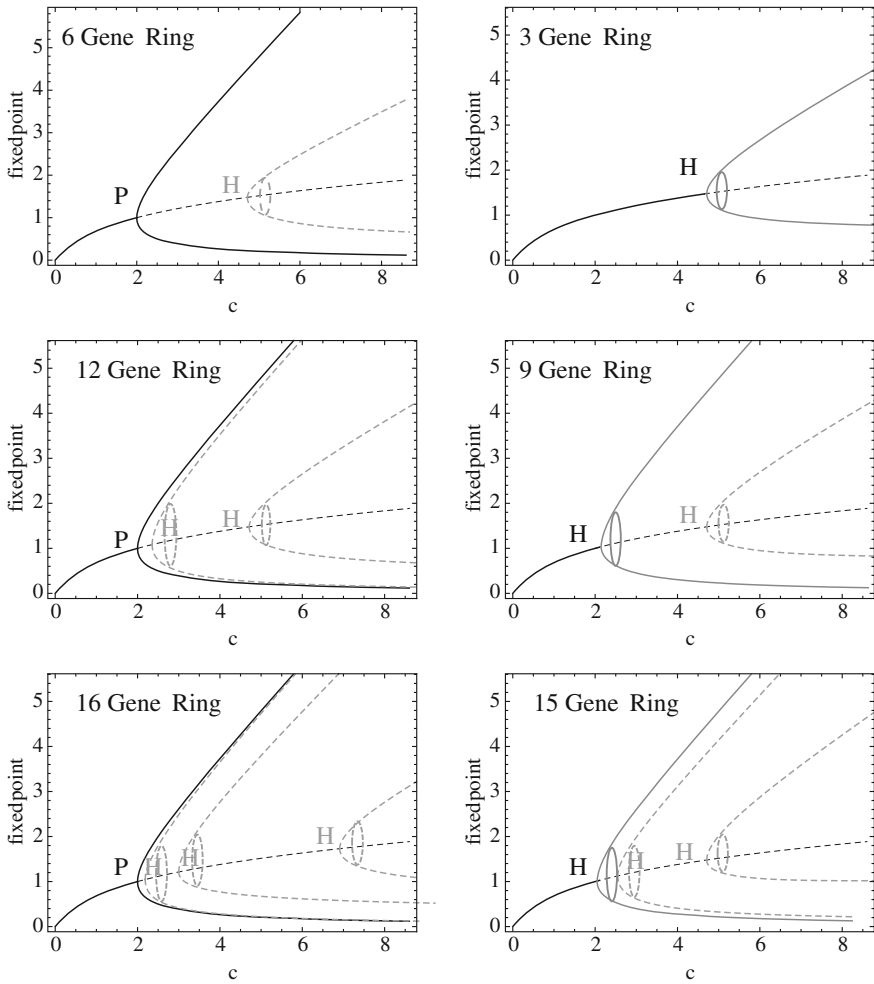 6 Gene Ring
5
4
3
2
1
0
fixedpoint
P
H
0
2
4
6
8
c
3 Gene Ring
5
4
3
2
1
0
fixedpoint
H
0
2
4
6
8
c
12 Gene Ring
5
4
3
2
1
0
fixedpoint
P
H
H
0
2
4
6
8
c
9 Gene Ring
5
4
3
2
1
0
fixedpoint
H
H
0
2
4
6
8
c
16 Gene Ring
5
4
3
2
1
0
fixedpoint
P
H
H
H
0
2
4
6
8
c
15 Gene Ring
5
4
3
2
1
0
fixedpoint
H
H
H
0
2
4
6
8
c